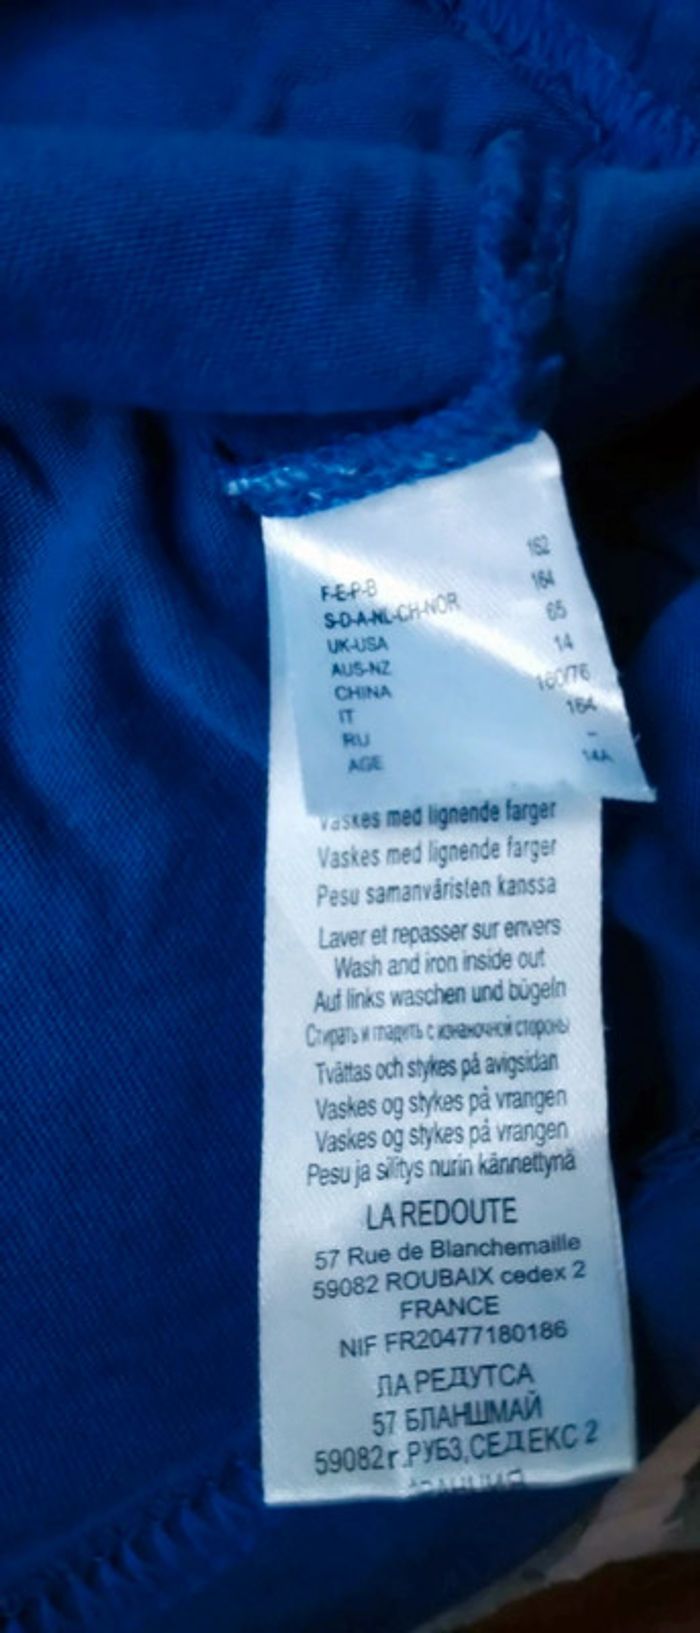 162
F-E-P-B 164
S-D-A-NL-CH-NOR 65
UK-USA 14
AUS-NZ 160/76
CHINA 164
IT –
RU 14A
AGE
Vaskes med lignende farger
Vaskes med lignende farger
Pesu samanväristen kanssa
Laver et repasser sur envers
Wash and iron inside out
Auf links waschen und bügeln
Стирать и гладить с изнаночной стороны
Tvättas och stykes på avigsidan
Vaskes og stykes på vrangen
Vaskes og stykes på vrangen
Pesu ja silitys nurin kännettynä
LA REDOUTE
57 Rue de Blanchemaille
59082 ROUBAIX cedex 2
FRANCE
NIF FR20477180186
ЛА РЕДУТСА
57 БЛАНШМАЙ
59082 г.РУБЗ,СЕДЕКС 2